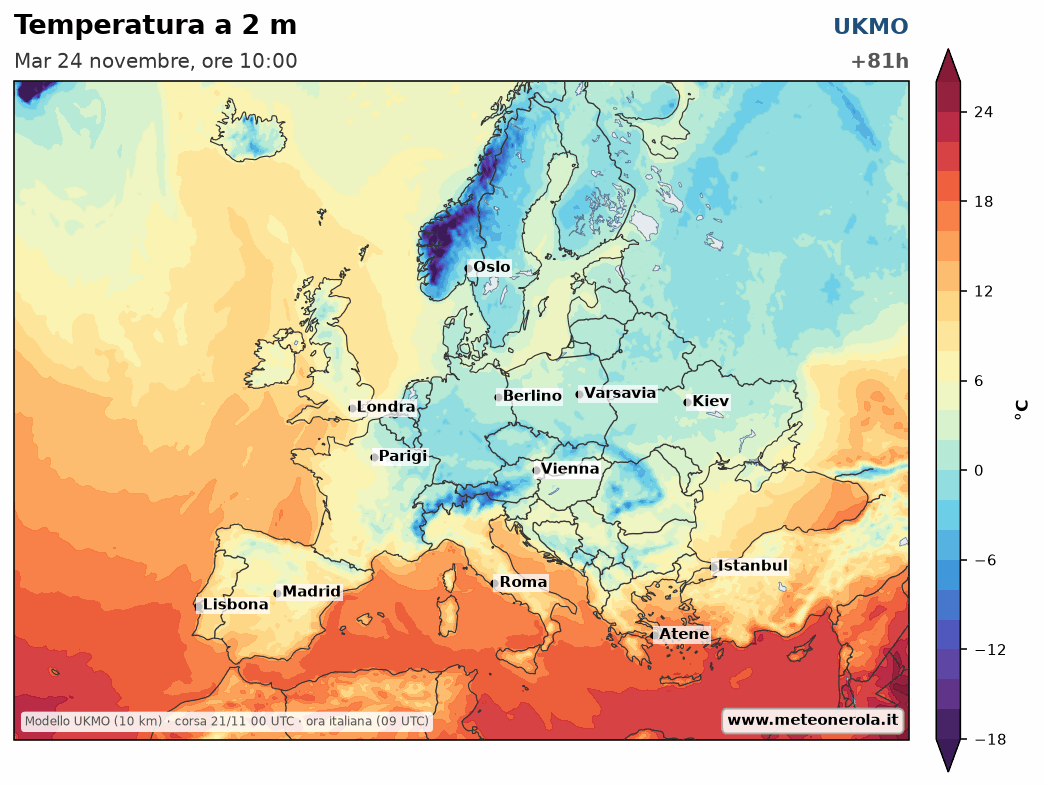 Temperatura a 2 m
UKMO
Mar 24 novembre, ore 10:00
+81h
24
18
12
6
0
−6
−12
−18
°C
Oslo
Londra
Berlino
Varsavia
Kiev
Parigi
Vienna
Istanbul
Roma
Madrid
Lisbona
Atene
Modello UKMO (10 km) · corsa 21/11 00 UTC · ora italiana (09 UTC)
www.meteonerola.it